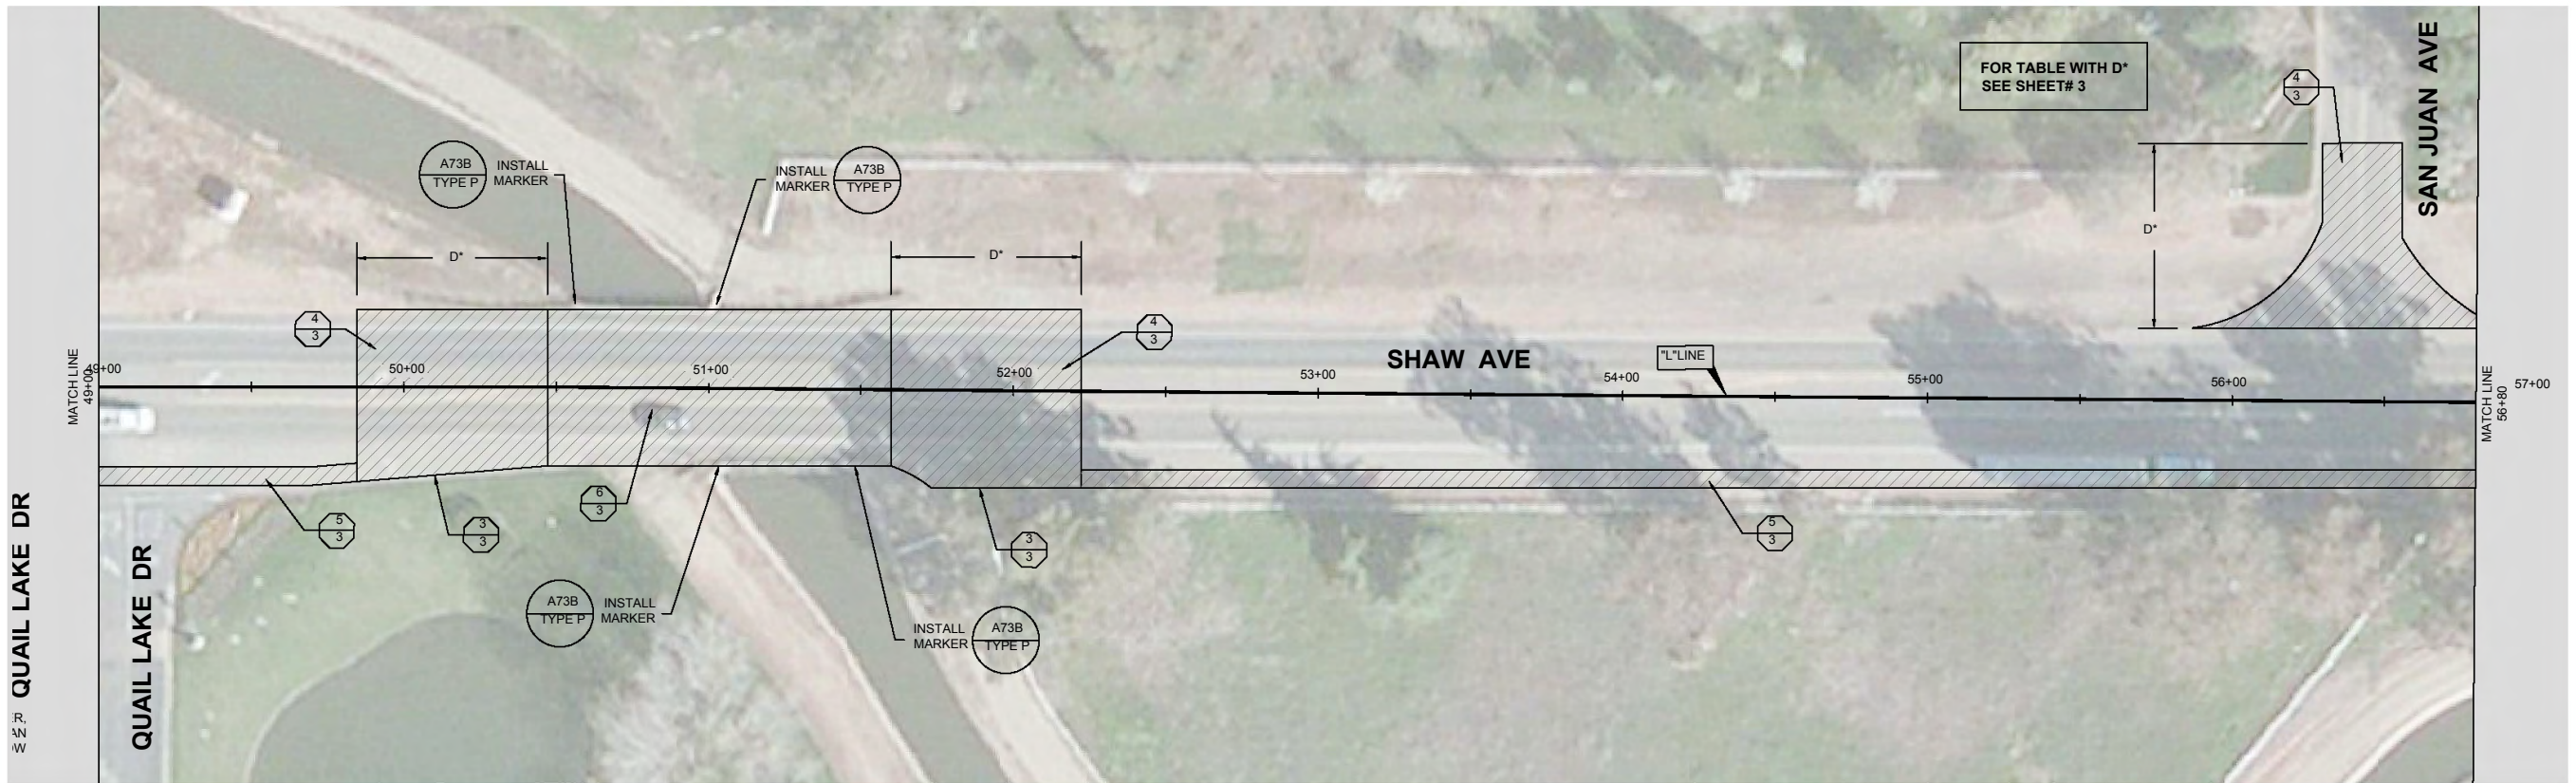 FOR TABLE WITH D*
SEE SHEET# 3
4
3
SAN JUAN AVE
A73B
TYPE P
INSTALL
MARKER
INSTALL
MARKER
A73B
TYPE P
D*
D*
D*
4
3
4
3
SHAW AVE
"L"LINE
MATCH LINE
49+00
49+00
50+00
51+00
52+00
53+00
54+00
55+00
56+00
57+00
MATCH LINE
56+80
5
3
3
3
6
3
3
3
5
3
A73B
TYPE P
INSTALL
MARKER
INSTALL
MARKER
A73B
TYPE P
QUAIL LAKE DR
QUAIL LAKE DR